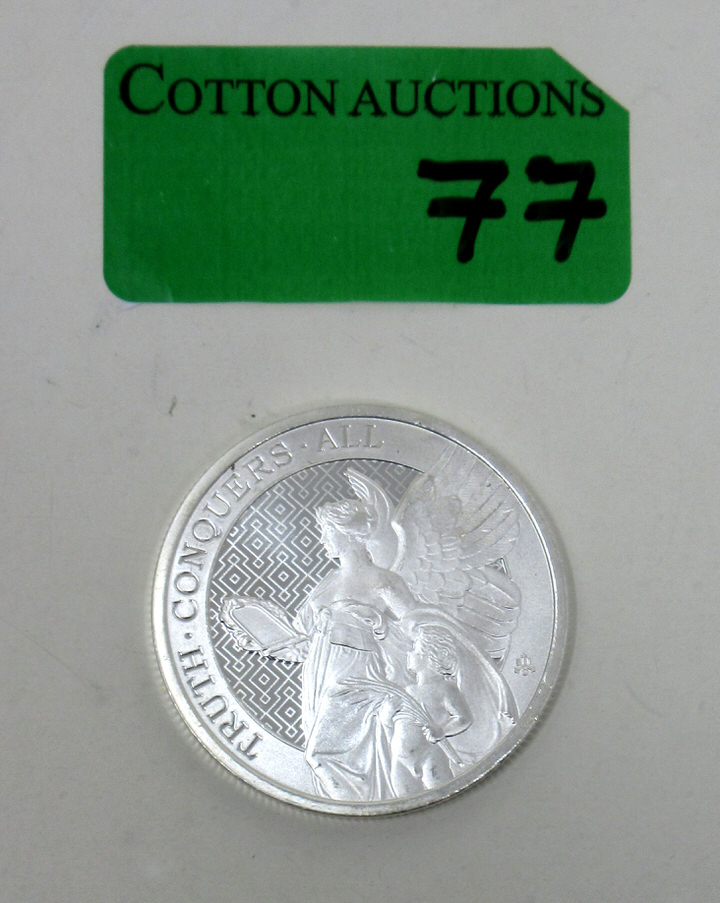 COTTON AUCTIONS
77
TRUTH · CONQUERS · ALL